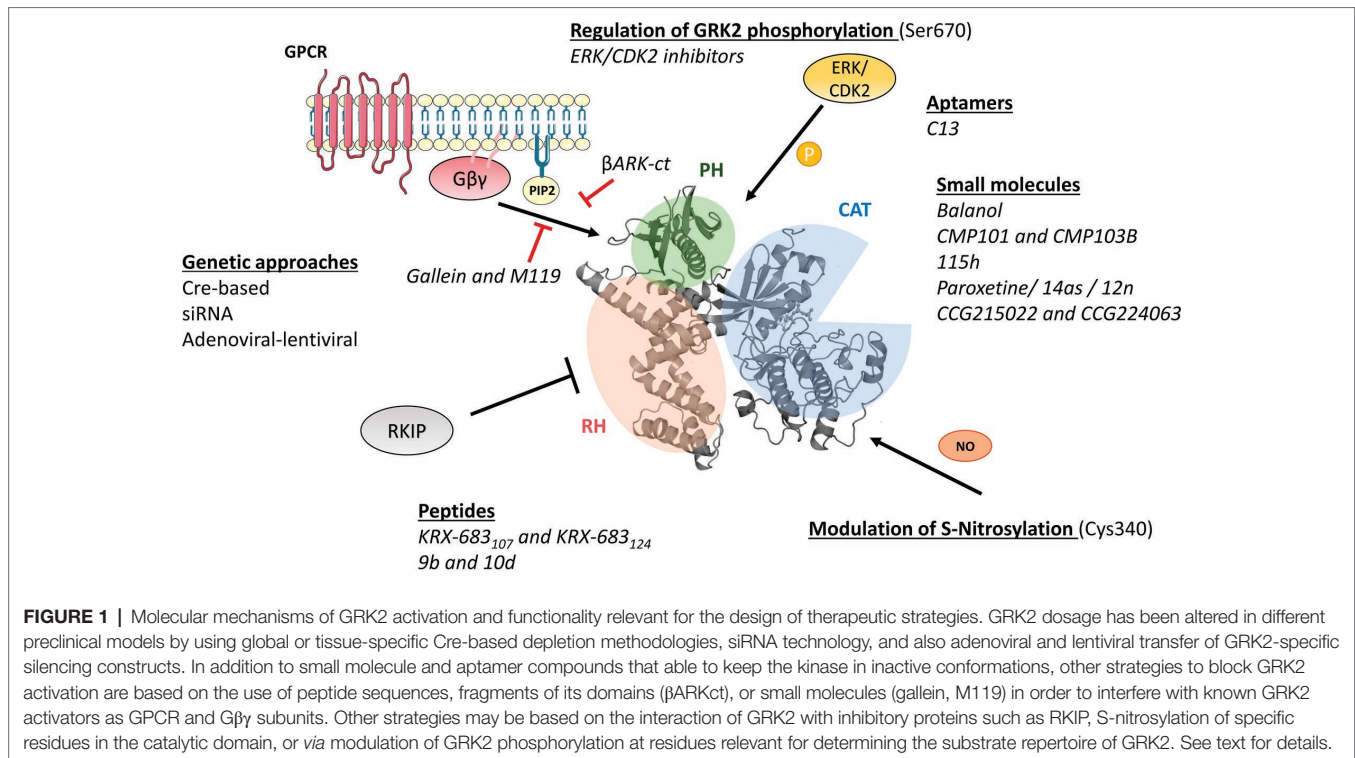 Regulation of GRK2 phosphorylation (Ser670)
ERK/CDK2 inhibitors
GPCR
ERK/
CDK2
Aptamers
C13
P
Gβγ
PIP2
βARK-ct
PH
CAT
Small molecules
Balanol
CMP101 and CMP103B
115h
Paroxetine/ 14as / 12n
CCG215022 and CCG224063
Genetic approaches
Cre-based
siRNA
Adenoviral-lentiviral
Gallein and M119
RKIP
RH
NO
Peptides
KRX-683107 and KRX-683124
9b and 10d
Modulation of S-Nitrosylation (Cys340)
FIGURE 1 | Molecular mechanisms of GRK2 activation and functionality relevant for the design of therapeutic strategies. GRK2 dosage has been altered in different
preclinical models by using global or tissue-specific Cre-based depletion methodologies, siRNA technology, and also adenoviral and lentiviral transfer of GRK2-specific
silencing constructs. In addition to small molecule and aptamer compounds that able to keep the kinase in inactive conformations, other strategies to block GRK2
activation are based on the use of peptide sequences, fragments of its domains (βARKct), or small molecules (gallein, M119) in order to interfere with known GRK2
activators as GPCR and Gβγ subunits. Other strategies may be based on the interaction of GRK2 with inhibitory proteins such as RKIP, S-nitrosylation of specific
residues in the catalytic domain, or via modulation of GRK2 phosphorylation at residues relevant for determining the substrate repertoire of GRK2. See text for details.